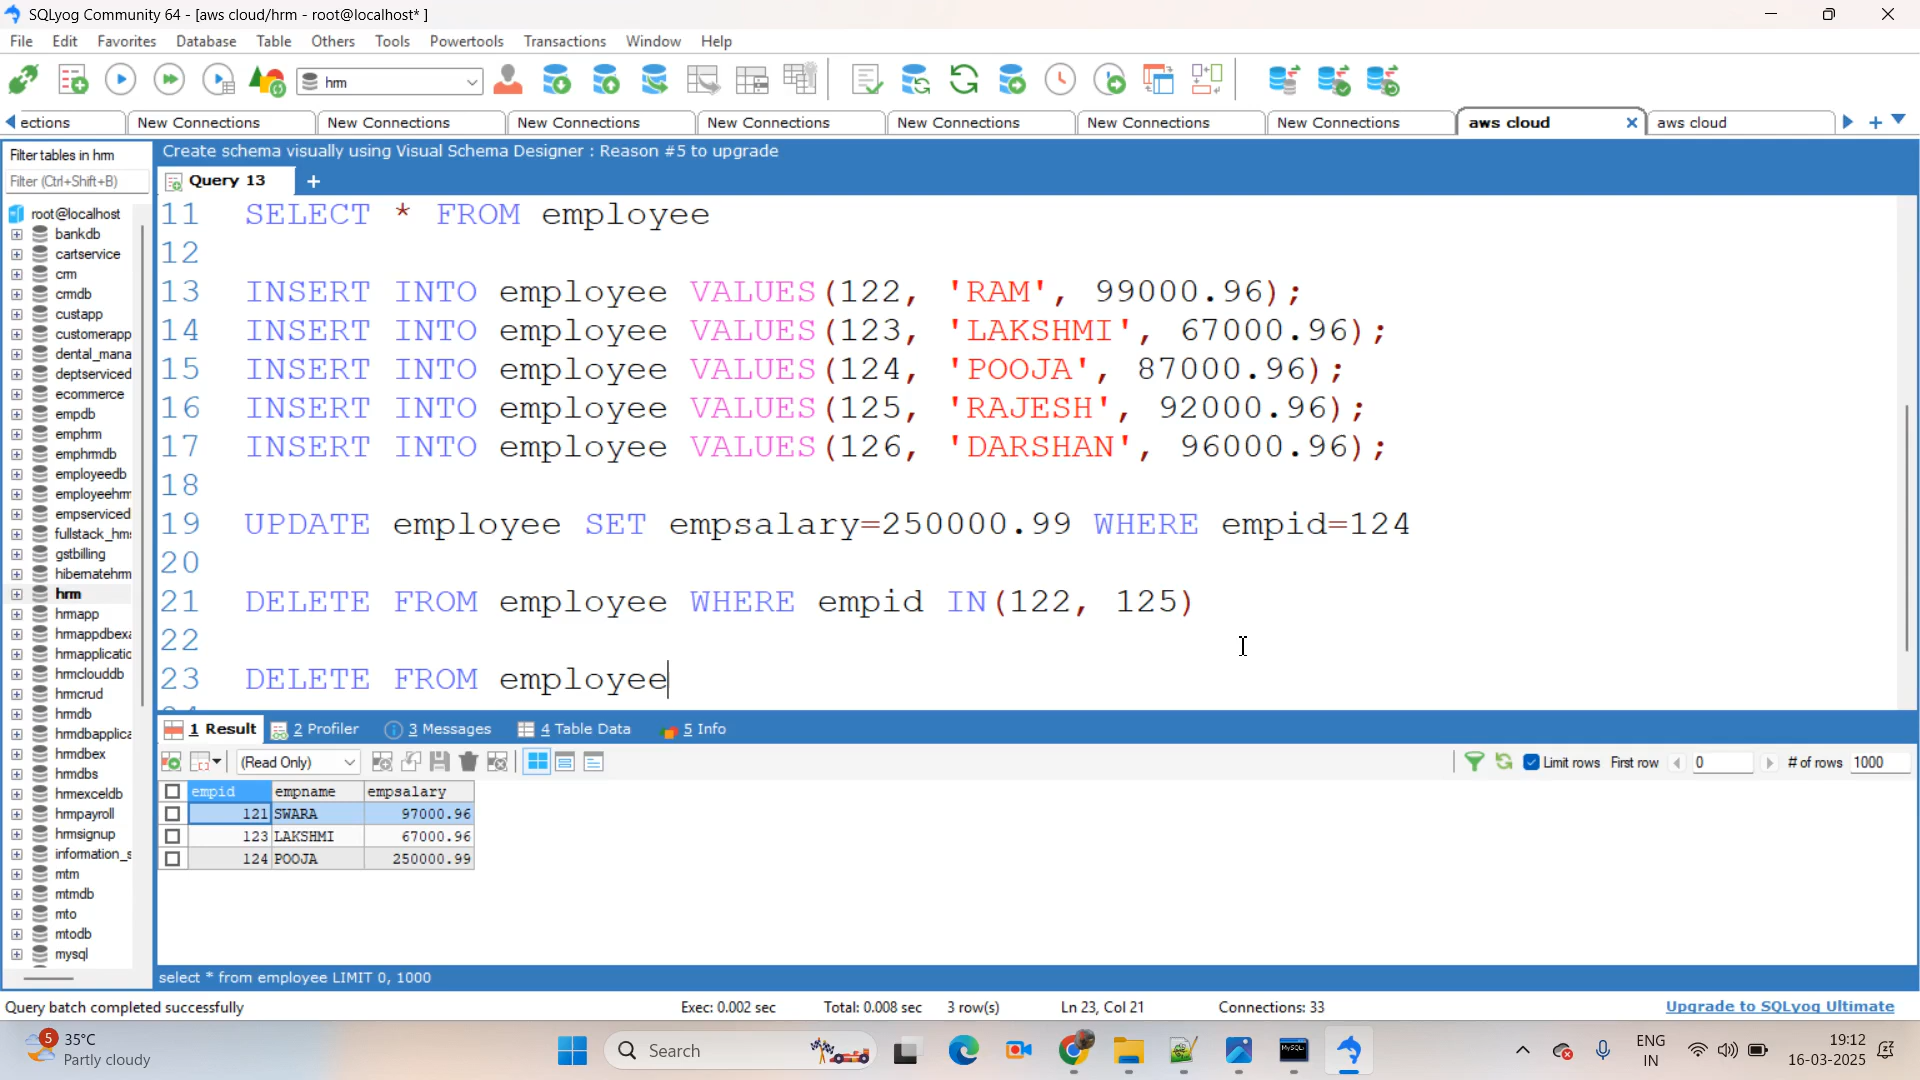 SQLyog Community 64 - [aws cloud/hrm - root@localhost* ]
File Edit Favorites Database Table Others Tools Powertools Transactions Window Help
hrm
ections New Connections New Connections New Connections New Connections New Connections New Connections New Connections aws cloud aws cloud
Filter tables in hrm
Filter (Ctrl+Shift+B)
root@localhost
bankdb
cartservice
crm
crmdb
custapp
customerapp
dental_mana
deptserviced
ecommerce
empdb
emphrm
emphrmdb
employeedb
employeehrm
empserviced
fullstack_hm
gstbilling
hibernatehrm
hrm
hrmapp
hrmappdbexa
hrmapplicatic
hrmclouddb
hrmcrud
hrmdb
hrmdbapplica
hrmdbex
hrmdbs
hrmexceldb
hrmpayroll
hrmsignup
information_s
mtm
mtmdb
mto
mtodb
mysql
Create schema visually using Visual Schema Designer : Reason #5 to upgrade
Query 13
11 SELECT * FROM employee
12
13 INSERT INTO employee VALUES(122, 'RAM', 99000.96);
14 INSERT INTO employee VALUES(123, 'LAKSHMI', 67000.96);
15 INSERT INTO employee VALUES(124, 'POOJA', 87000.96);
16 INSERT INTO employee VALUES(125, 'RAJESH', 92000.96);
17 INSERT INTO employee VALUES(126, 'DARSHAN', 96000.96);
18
19 UPDATE employee SET empsalary=250000.99 WHERE empid=124
20
21 DELETE FROM employee WHERE empid IN(122, 125)
22
23 DELETE FROM employee
1 Result 2 Profiler 3 Messages 4 Table Data 5 Info
(Read Only) Limit rows First row 0 # of rows 1000
empid empname empsalary
121 SWARA 97000.96
123 LAKSHMI 67000.96
124 POOJA 250000.99
select * from employee LIMIT 0, 1000
Query batch completed successfully Exec: 0.002 sec Total: 0.008 sec 3 row(s) Ln 23, Col 21 Connections: 33 Upgrade to SQLyog Ultimate
5 35°C
Partly cloudy
Search
MySQL
ENG
IN
19:12
16-03-2025